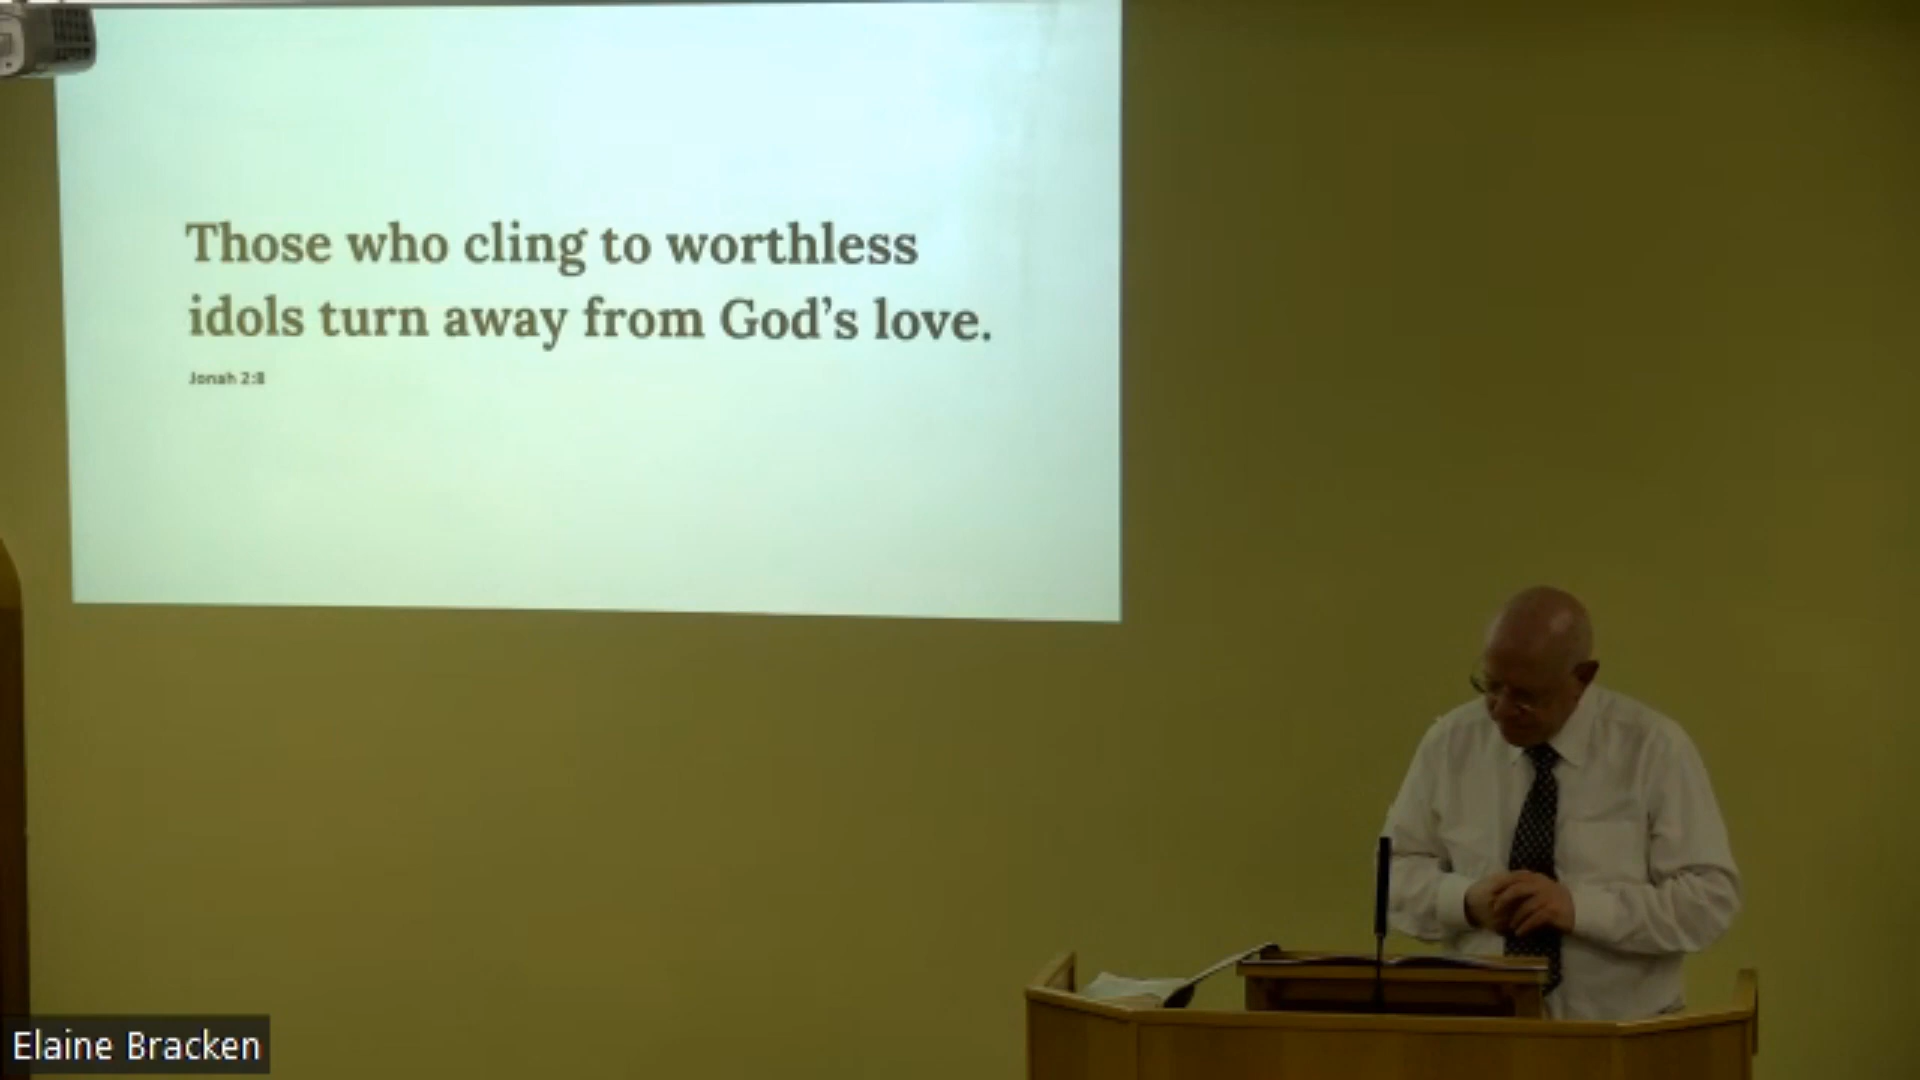 Those who cling to worthless
idols turn away from God’s love.
Jonah 2:8
Elaine Bracken